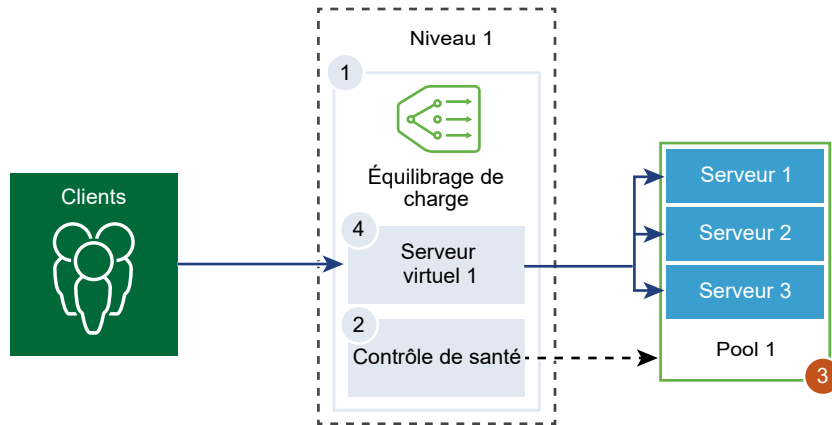 Niveau 1
1
Équilibrage de
charge
Clients
4
Serveur
virtuel 1
2
Contrôle de santé
Serveur 1
Serveur 2
Serveur 3
Pool 1
3